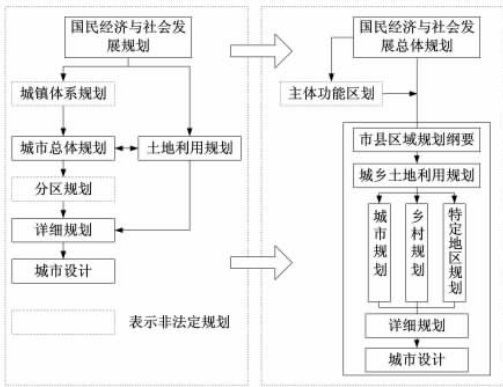 国民经济与社会发
展规划
城镇体系规划
城市总体规划
土地利用规划
分区规划
详细规划
城市设计
表示非法定规划
国民经济与社会发
展总体规划
主体功能区划
市县区域规划纲要
城乡土地利用规划
城市规划
乡村规划
特定地区规划
详细规划
城市设计